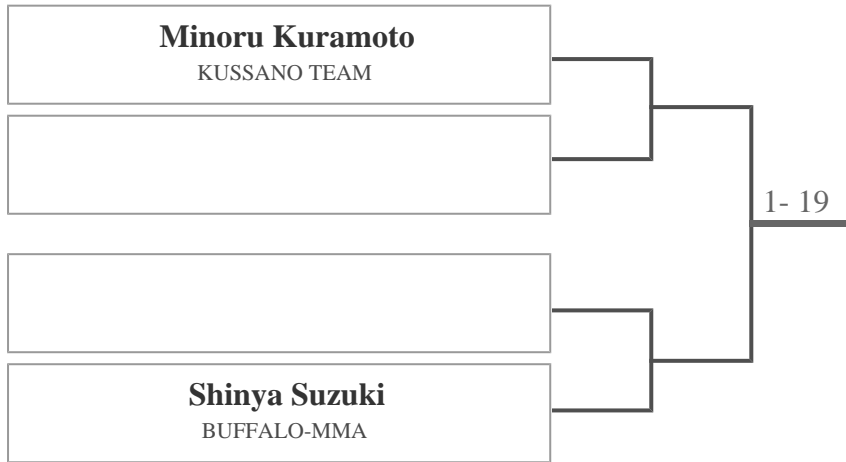 Minoru Kuramoto
KUSSANO TEAM
1- 19
Shinya Suzuki
BUFFALO-MMA